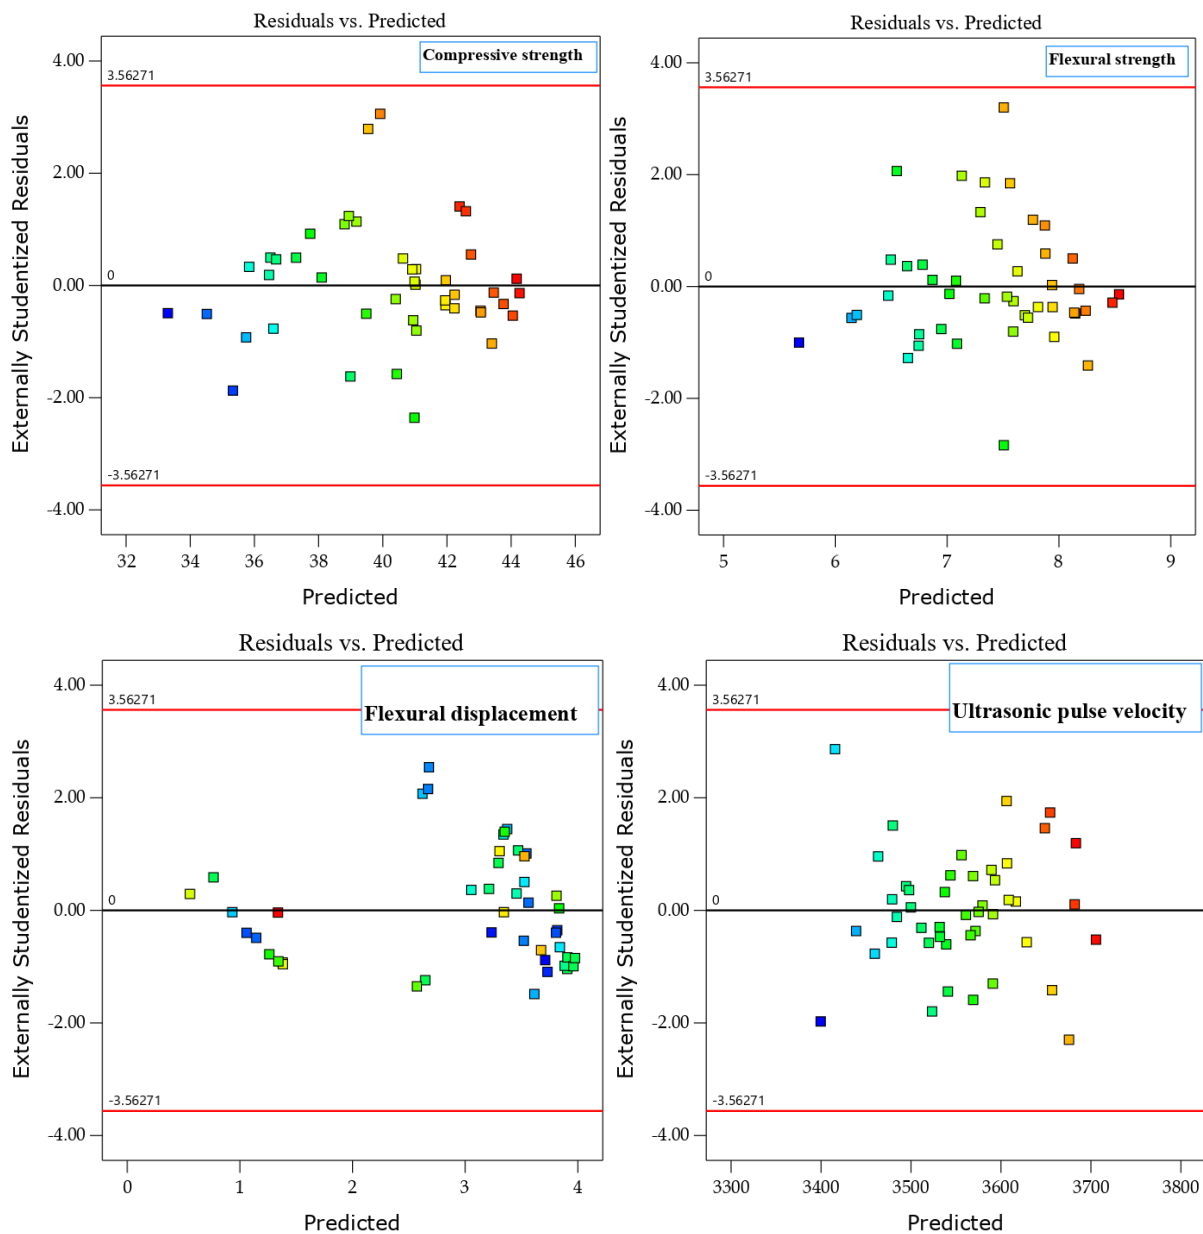 Residuals vs. Predicted
Compressive strength
4.00
3.56271
2.00
0
0.00
-2.00
-3.56271
-4.00
32 34 36 38 40 42 44 46
Predicted
Externally Studentized Residuals
Residuals vs. Predicted
Flexural strength
4.00
3.56271
2.00
0
0.00
-2.00
-3.56271
-4.00
5 6 7 8 9
Predicted
Externally Studentized Residuals
Residuals vs. Predicted
Flexural displacement
4.00
3.56271
2.00
0
0.00
-2.00
-3.56271
-4.00
0 1 2 3 4
Predicted
Externally Studentized Residuals
Residuals vs. Predicted
Ultrasonic pulse velocity
4.00
3.56271
2.00
0
0.00
-2.00
-3.56271
-4.00
3300 3400 3500 3600 3700 3800
Predicted
Externally Studentized Residuals